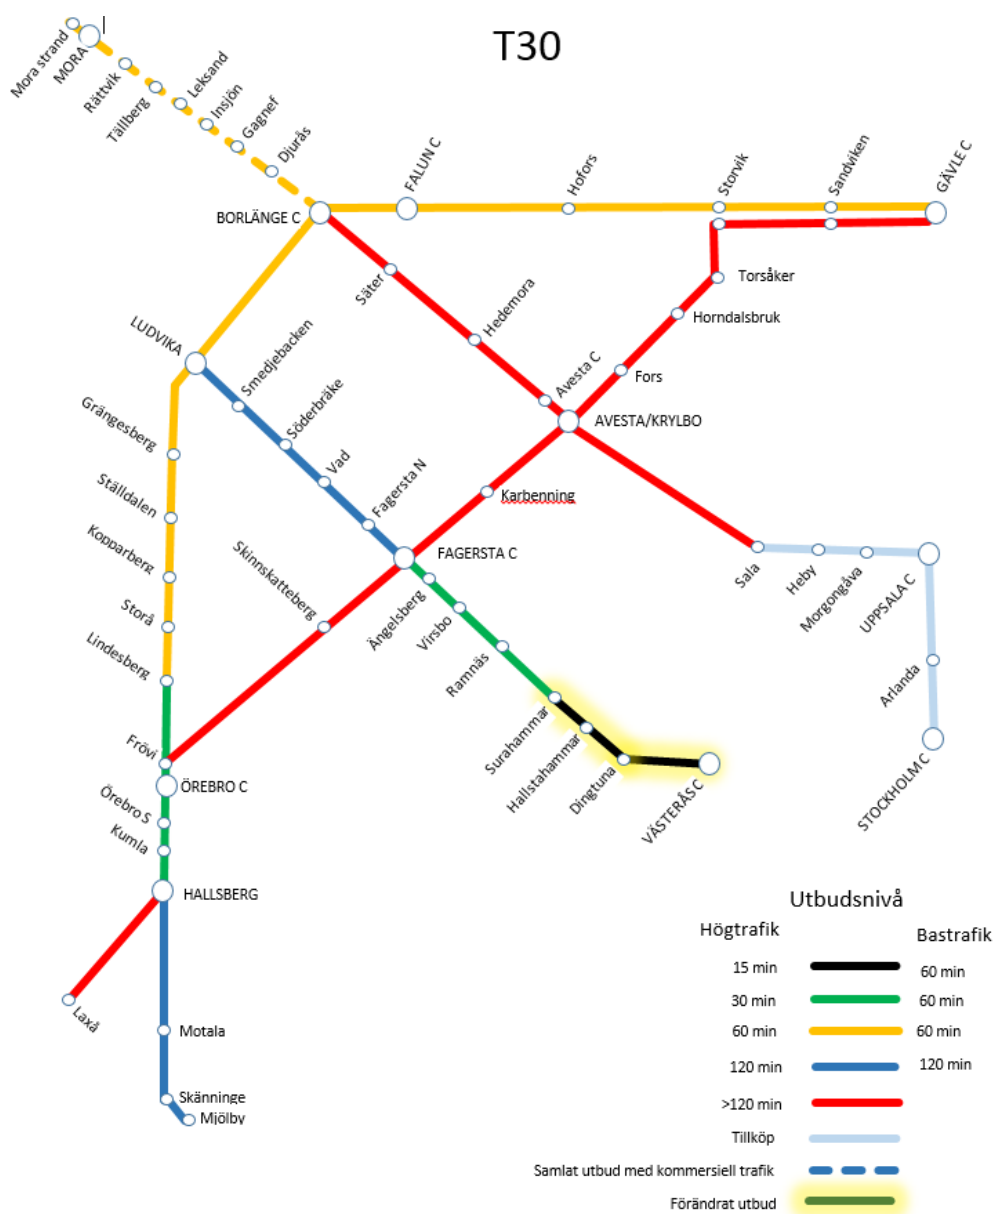 T30
Mora strand
MORA
Rättvik
Tällberg
Leksand
Insjön
Gagnef
Djurås
BORLÄNGE C
FALUN C
Hofors
Storvik
Sandviken
GÄVLE C
Säter
Hedemora
Avesta C
AVESTA/KRYLBO
Torsåker
Horndalsbruk
Fors
LUDVIKA
Smedjebacken
Söderbräke
Vad
Fagersta N
FAGERSTA C
Karbenning
Grängesberg
Ställdalen
Kopparberg
Storå
Lindesberg
Skinnskatteberg
Ängelsberg
Virsbo
Ramnäs
Surahammar
Hallstahammar
Dingtuna
VÄSTERÅS C
Sala
Heby
Morgongåva
UPPSALA C
Arlanda
STOCKHOLM C
Frövi
ÖREBRO C
Örebro S
Kumla
HALLSBERG
Laxå
Motala
Skänninge
Mjölby
Utbudsnivå
Högtrafik Bastrafik
15 min 60 min
30 min 60 min
60 min 60 min
120 min 120 min
>120 min
Tillköp
Samlat utbud med kommersiell trafik
Förändrat utbud